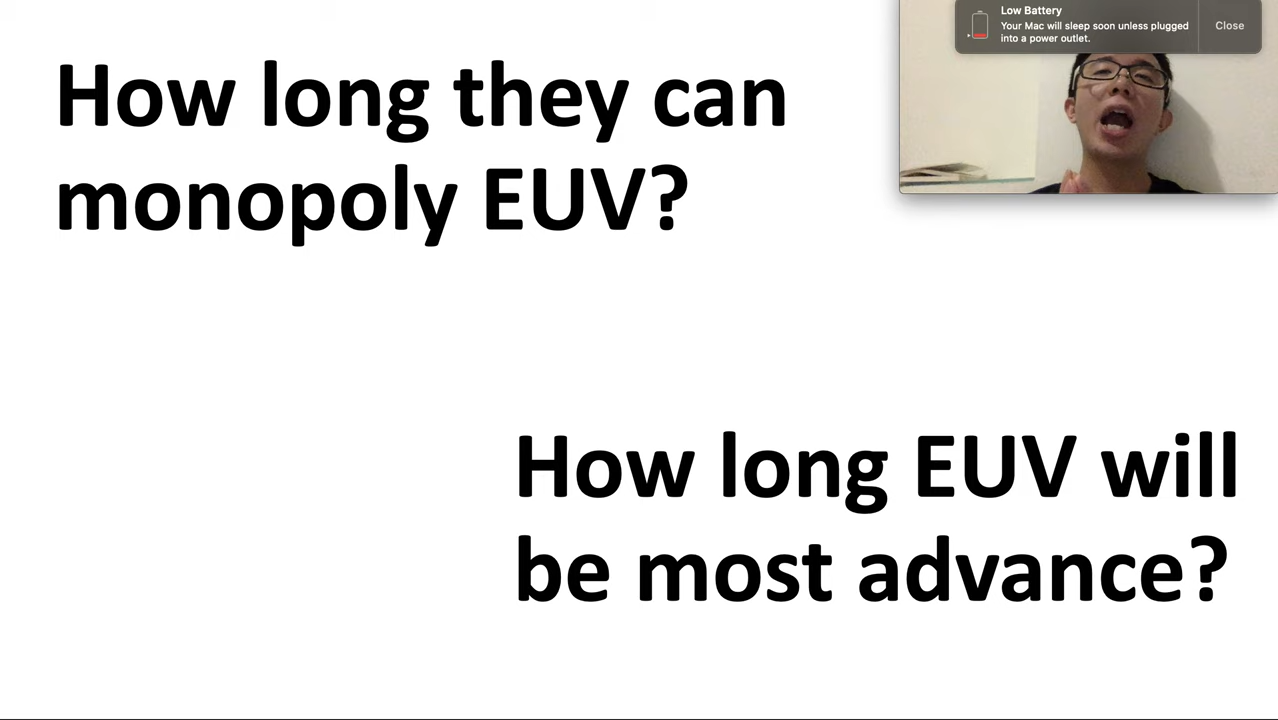 How long they can
monopoly EUV?
Low Battery
Your Mac will sleep soon unless plugged
into a power outlet.
Close
How long EUV will
be most advance?